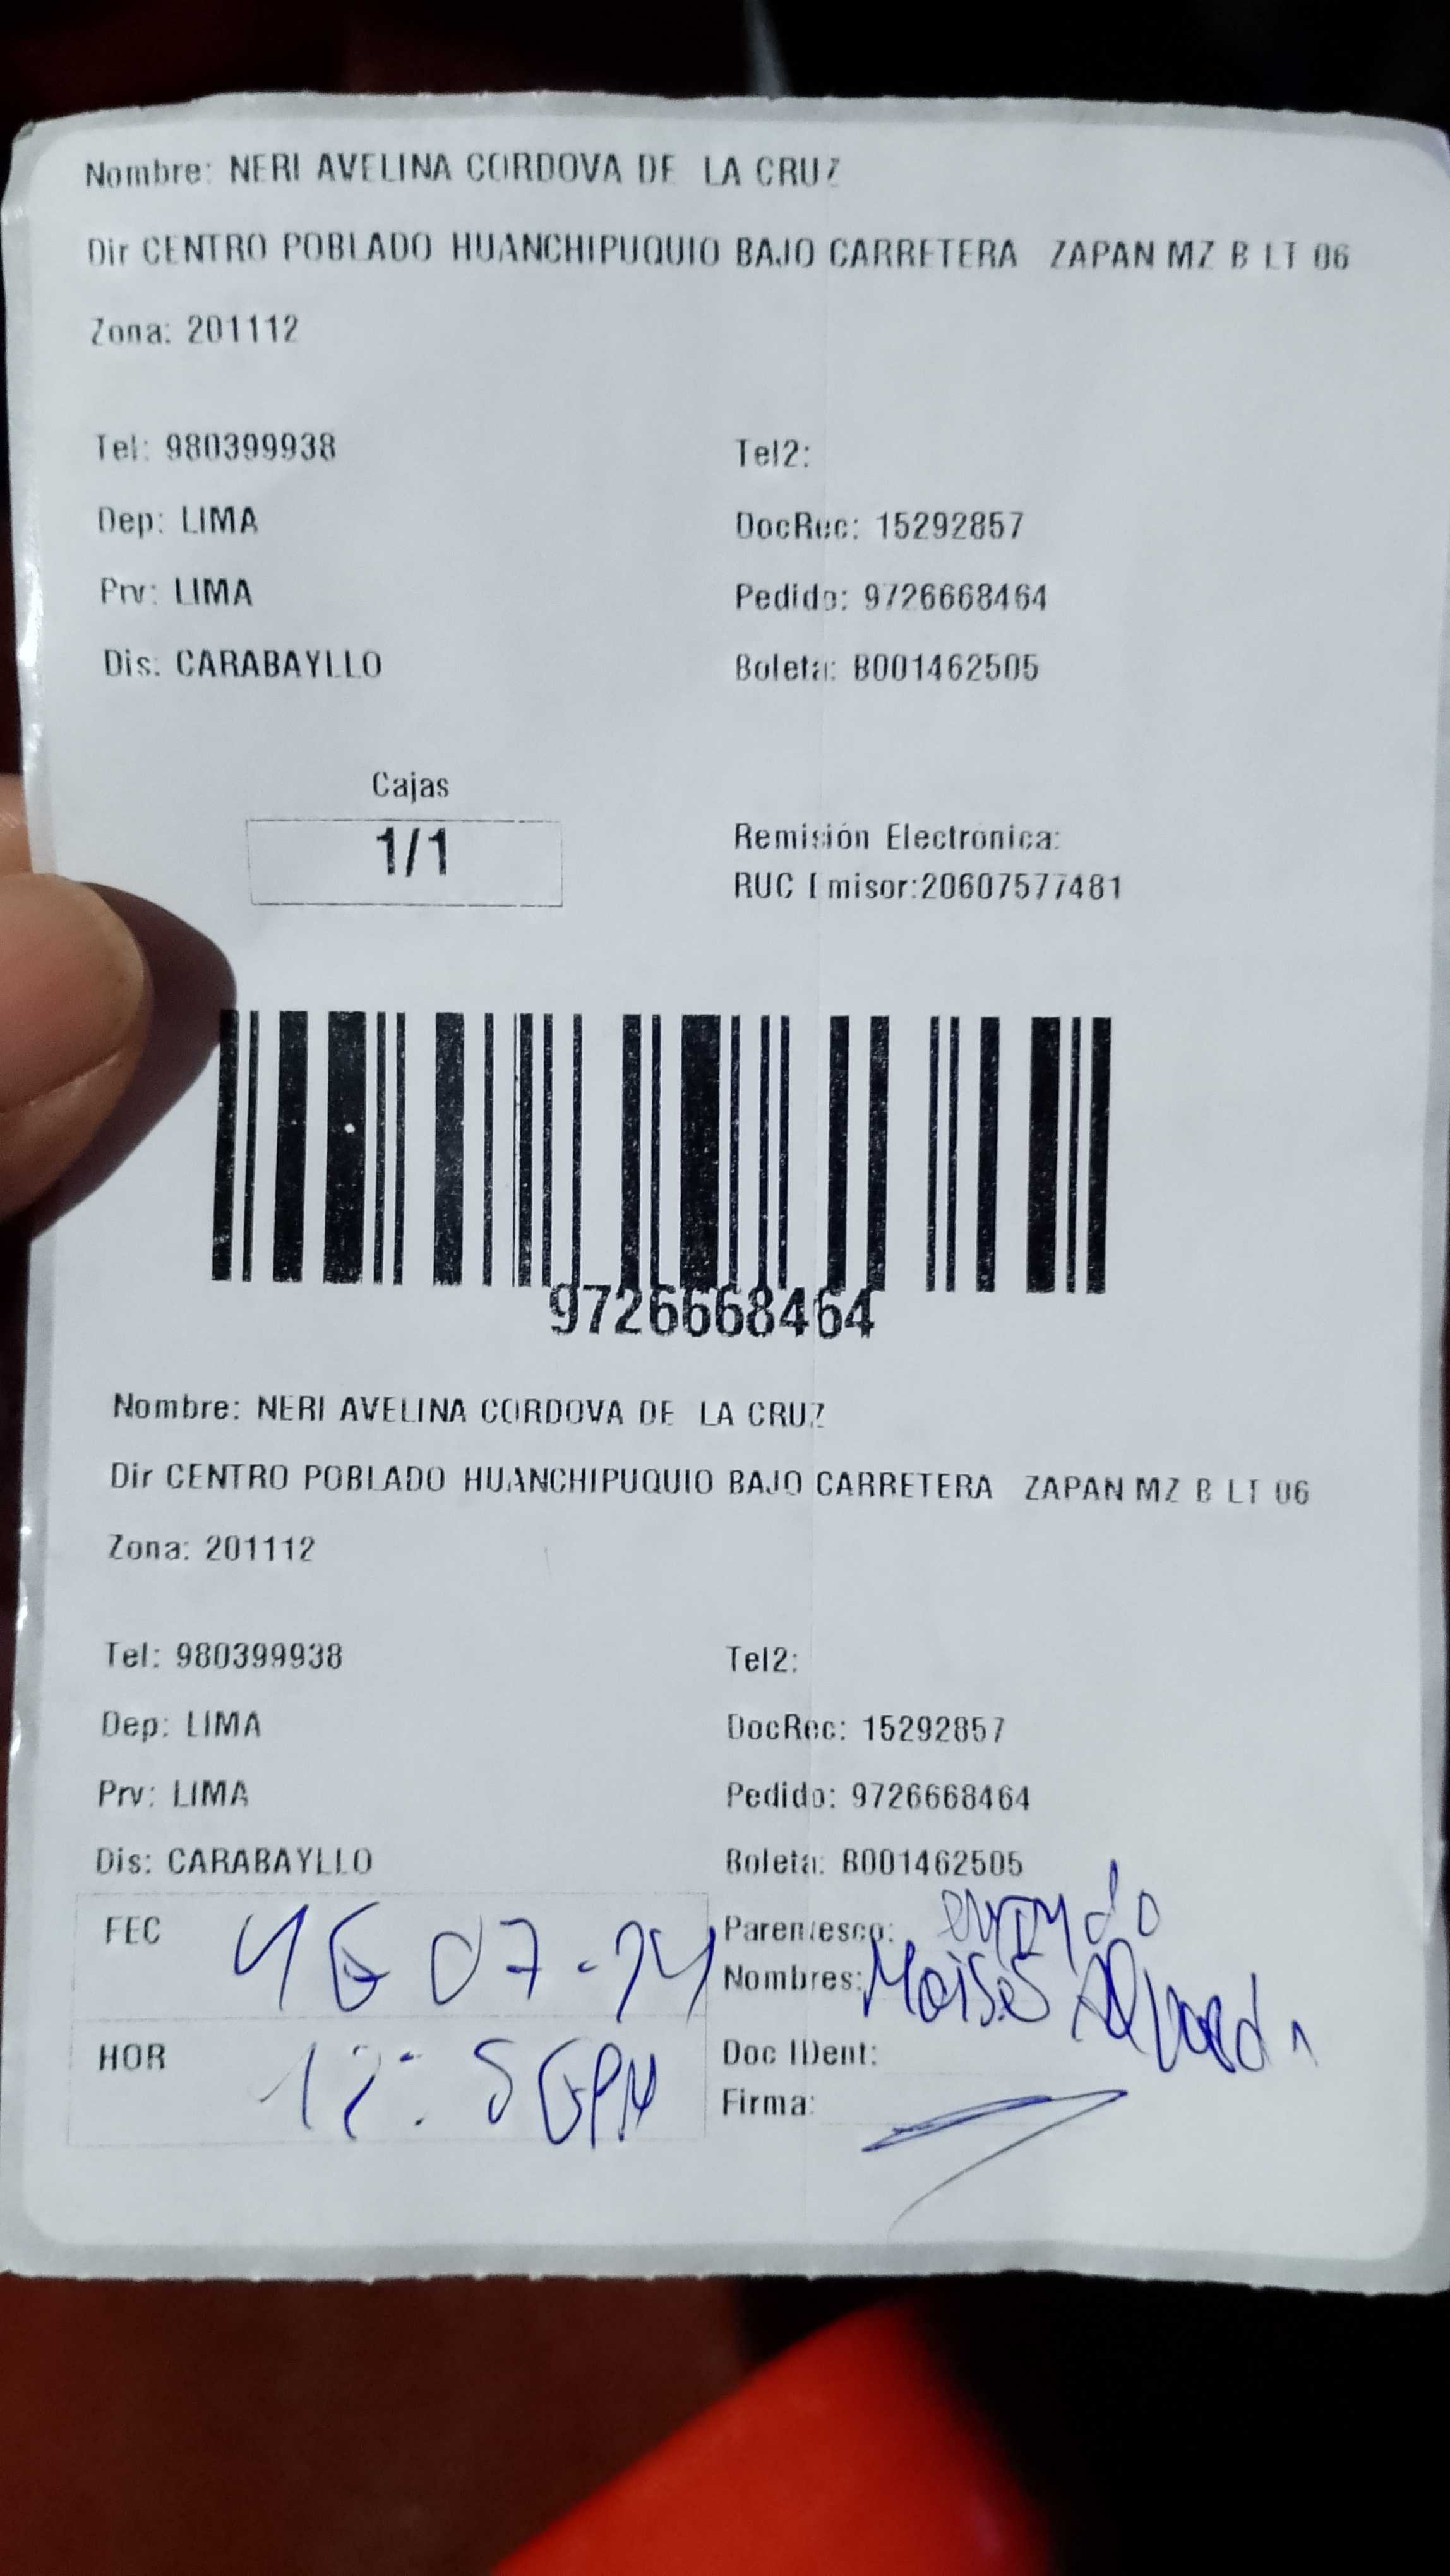 Nombre: NERI AVELINA CORDOVA DE LA CRUZ
Dir CENTRO POBLADO HUANCHIPUQUIO BAJO CARRETERA ZAPAN MZ B LT 06
Zona: 201112
Tel: 980399938 Tel2:
Dep: LIMA DocRec: 15292857
Prv: LIMA Pedido: 9726668464
Dis: CARABAYLLO Boleta: B001462505
Cajas
1/1
Remisión Electrónica:
RUC Emisor:20607577481
9726668464
Nombre: NERI AVELINA CORDOVA DE LA CRUZ
Dir CENTRO POBLADO HUANCHIPUQUIO BAJO CARRETERA ZAPAN MZ B LT 06
Zona: 201112
Tel: 980399938 Tel2:
Dep: LIMA DocRec: 15292857
Prv: LIMA Pedido: 9726668464
Dis: CARABAYLLO Boleta: B001462505
FEC 16 07-24
Parentesco:
Nombres: Moises
HOR
Doc IDent:
Firma: